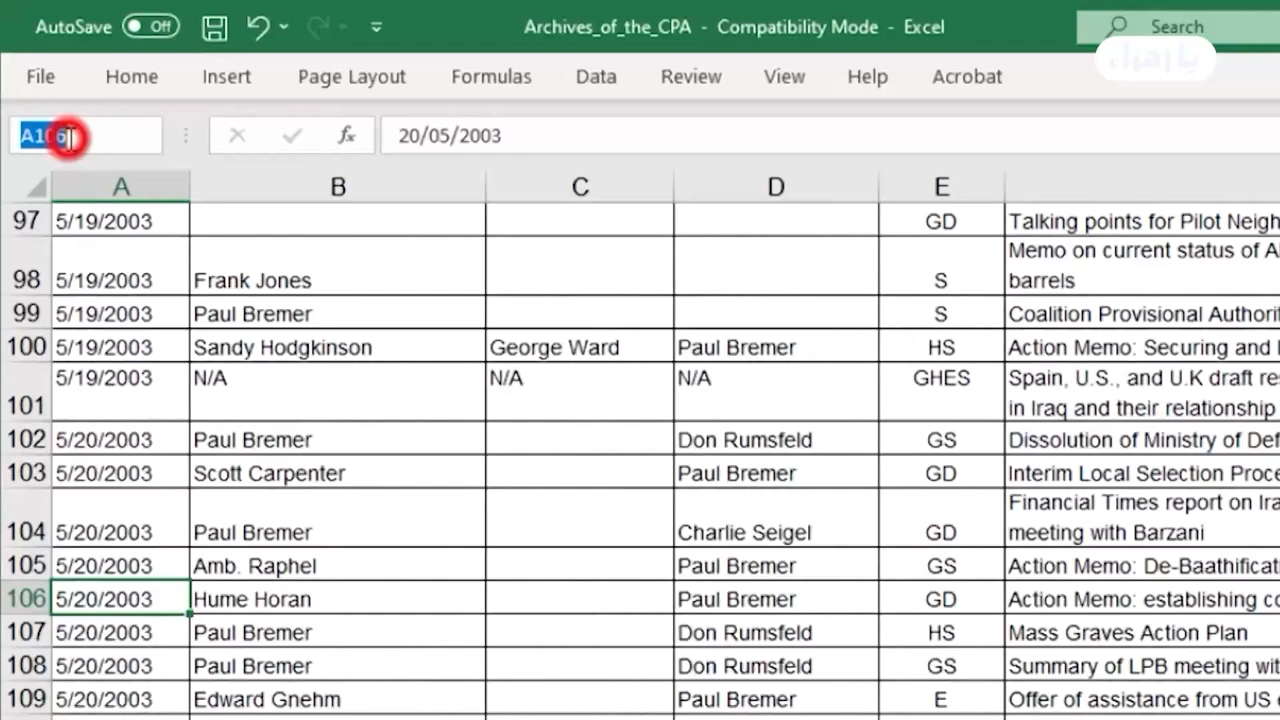 AutoSave Off Archives_of_the_CPA - Compatibility Mode - Excel Search
يا زهراء
File Home Insert Page Layout Formulas Data Review View Help Acrobat
A106 fx 20/05/2003
A B C D E
97 5/19/2003 GD Talking points for Pilot Neigh
Memo on current status of A
98 5/19/2003 Frank Jones S barrels
99 5/19/2003 Paul Bremer S Coalition Provisional Authorit
100 5/19/2003 Sandy Hodgkinson George Ward Paul Bremer HS Action Memo: Securing and
5/19/2003 N/A N/A N/A GHES Spain, U.S., and U.K draft re
101 in Iraq and their relationship
102 5/20/2003 Paul Bremer Don Rumsfeld GS Dissolution of Ministry of Def
103 5/20/2003 Scott Carpenter Paul Bremer GD Interim Local Selection Proce
Financial Times report on Ira
104 5/20/2003 Paul Bremer Charlie Seigel GD meeting with Barzani
105 5/20/2003 Amb. Raphel Paul Bremer GS Action Memo: De-Baathificati
106 5/20/2003 Hume Horan Paul Bremer GD Action Memo: establishing co
107 5/20/2003 Paul Bremer Don Rumsfeld HS Mass Graves Action Plan
108 5/20/2003 Paul Bremer Don Rumsfeld GS Summary of LPB meeting wit
109 5/20/2003 Edward Gnehm Paul Bremer E Offer of assistance from US